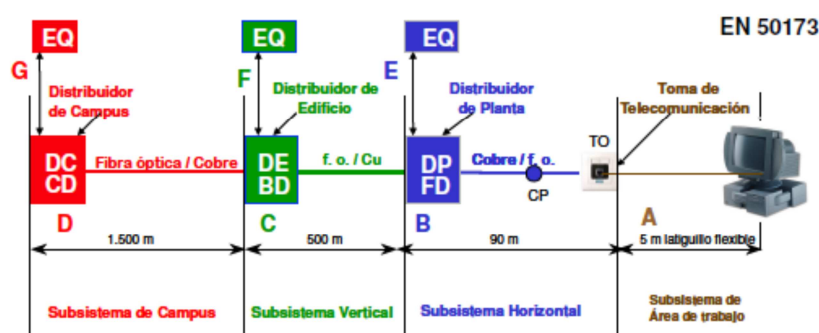 EN 50173
EQ
EQ
EQ
G
F
E
Distribuidor
de Campus
Distribuidor de
Edificio
Distribuidor
de Planta
Toma de
Telecomunicación
TO
DC
CD
Fibra óptica / Cobre
DE
BD
f. o. / Cu
DP
FD
Cobre / f. o.
CP
D
C
B
A
1.500 m
500 m
90 m
5 m latiguillo flexible
Subsistema de Campus
Subsistema Vertical
Subsistema Horizontal
Subsistema de
Área de trabajo